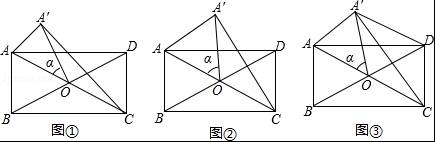 A′ A′ A′
A D A D A D
α α α
O O O
B C B C B C
图① 图② 图③